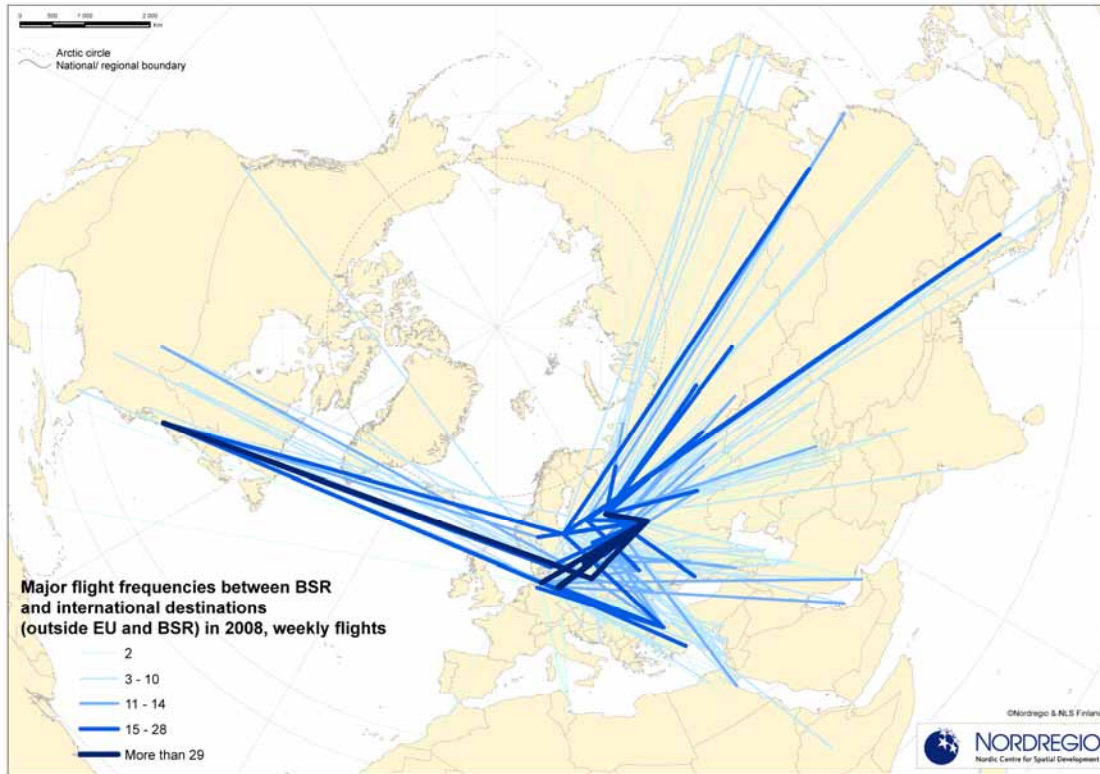 0 500 1 000 2 000
Km
Arctic circle
National/ regional boundary
Major flight frequencies between BSR
and international destinations
(outside EU and BSR) in 2008, weekly flights
2
3 - 10
11 - 14
15 - 28
More than 29
©Nordregio & NLS Finland
NORDREGIO
Nordic Centre for Spatial Development